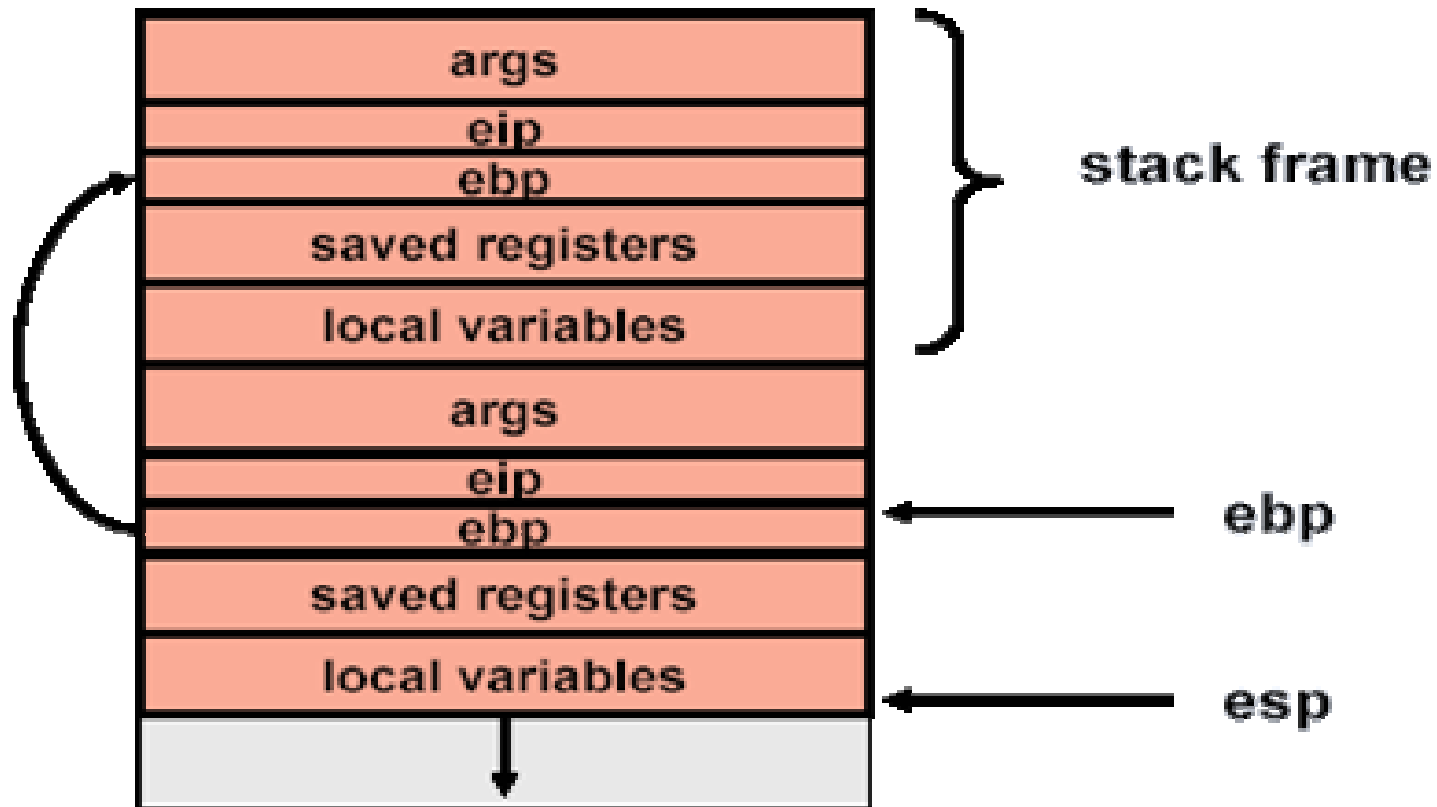 args
eip
ebp
saved registers
local variables
stack frame
args
eip
ebp
saved registers
local variables
ebp
esp